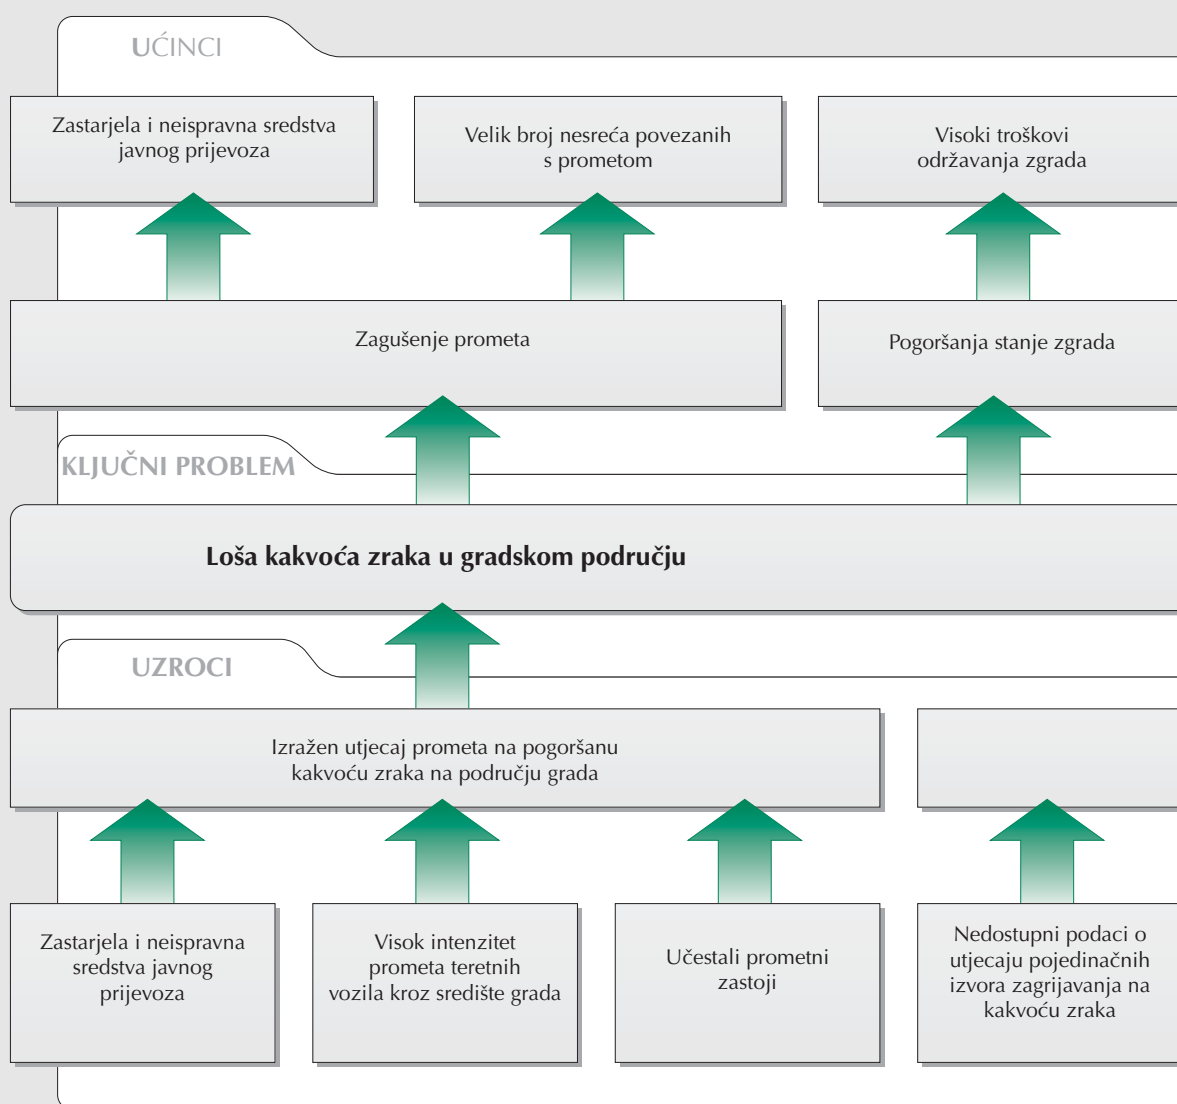 UĆINCI
Zastarjela i neispravna sredstva
javnog prijevoza
Velik broj nesreća povezanih
s prometom
Visoki troškovi
održavanja zgrada
Zagušenje prometa
Pogoršanja stanje zgrada
KLJUČNI PROBLEM
Loša kakvoća zraka u gradskom području
UZROCI
Izražen utjecaj prometa na pogoršanu
kakvoću zraka na području grada
Zastarjela i neispravna
sredstva javnog
prijevoza
Visok intenzitet
prometa teretnih
vozila kroz središte grada
Učestali prometni
zastoji
Nedostupni podaci o
utjecaju pojedinačnih
izvora zagrijavanja na
kakvoću zraka